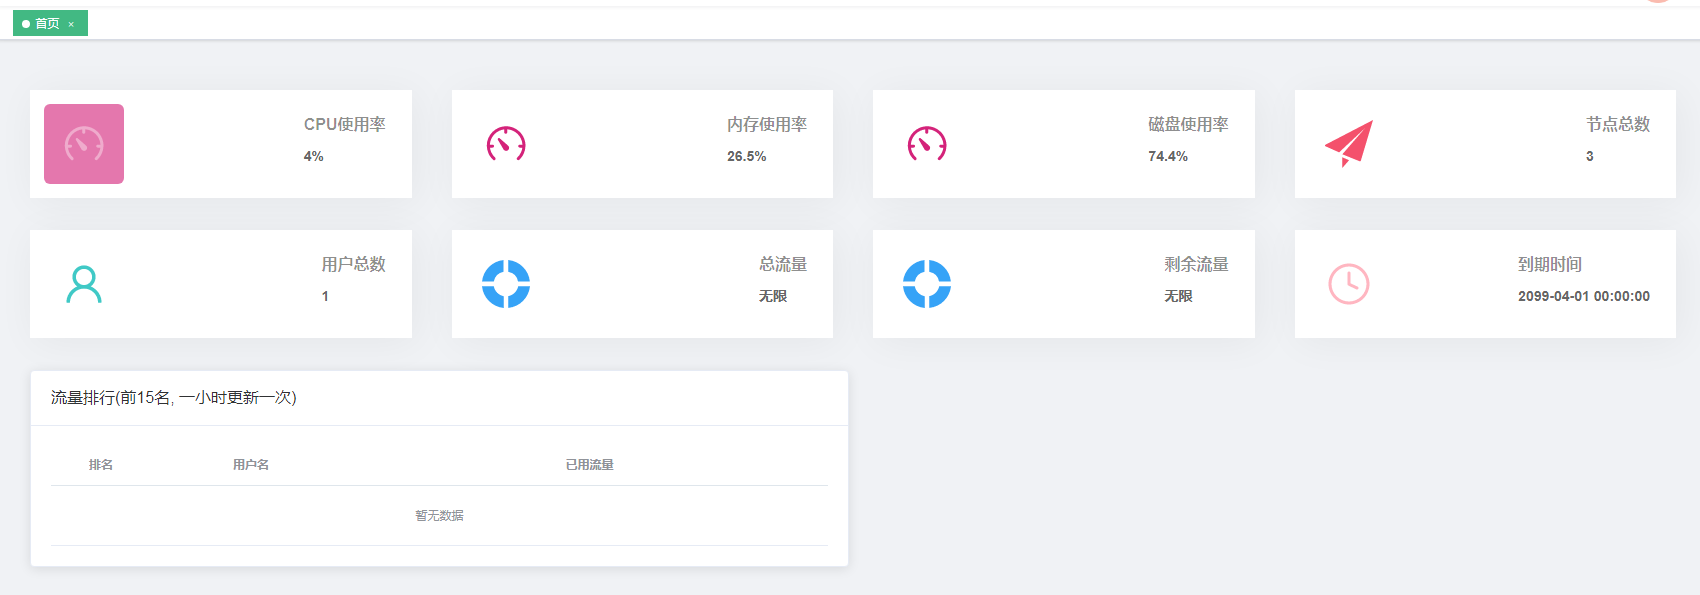 首页 ×
CPU使用率
4%
内存使用率
26.5%
磁盘使用率
74.4%
节点总数
3
用户总数
1
总流量
无限
剩余流量
无限
到期时间
2099-04-01 00:00:00
流量排行(前15名, 一小时更新一次)
排名 用户名 已用流量
暂无数据